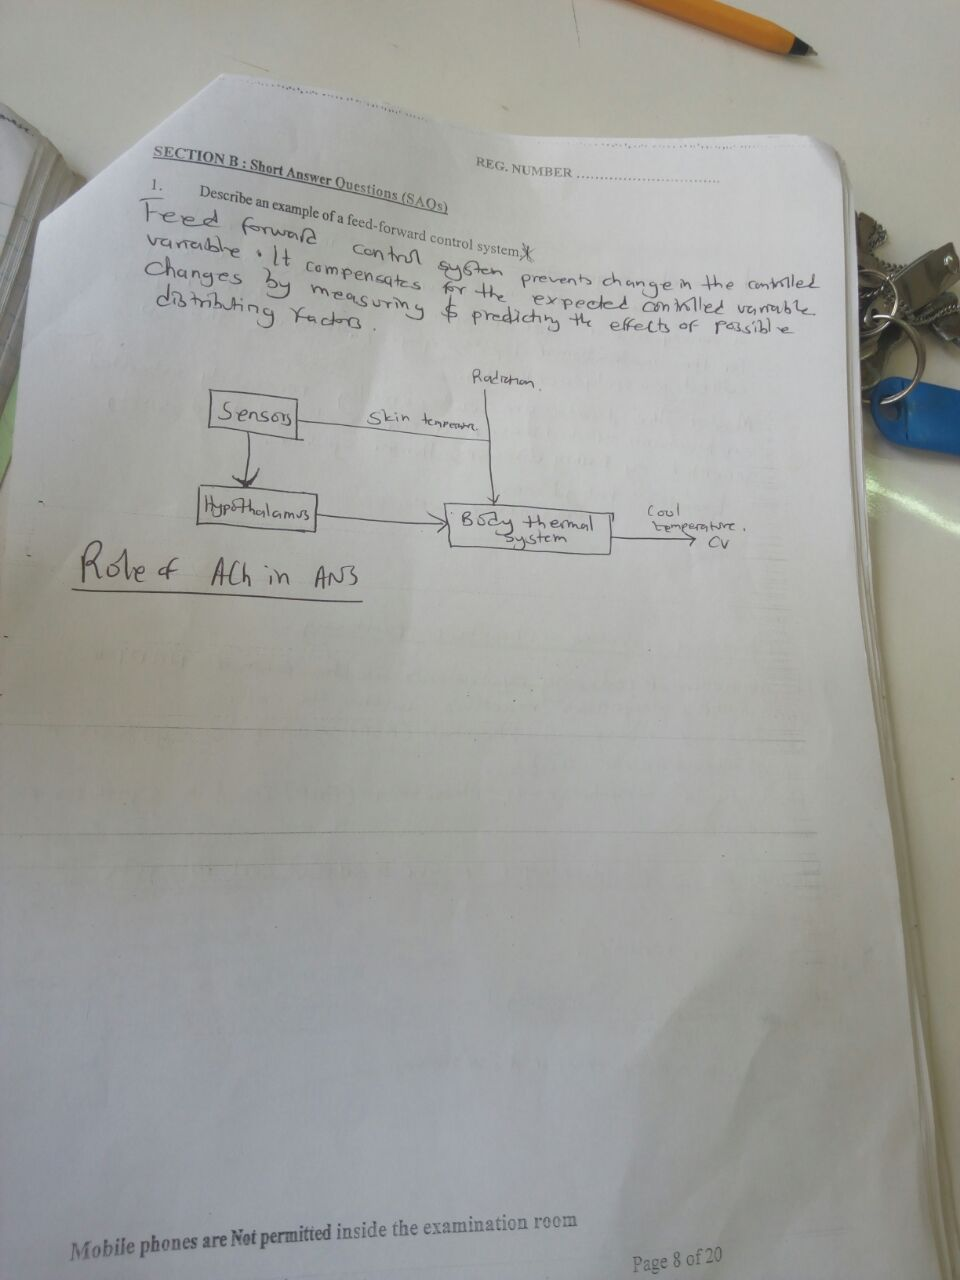 SECTION B : Short Answer Questions (SAQs)
REG. NUMBER ..................................
1. Describe an example of a feed-forward control system,
Feed forward control system prevents change in the controlled
variable. It compensates for the expected controlled variable
changes by measuring & predicting the effects of possible
distributing factors.
Radiation.
Sensors
Skin
Hypothalamus
Body thermal
system
Cool
temperature.
CV
Role of ACh in ANS
Mobile phones are Not permitted inside the examination room
Page 8 of 20